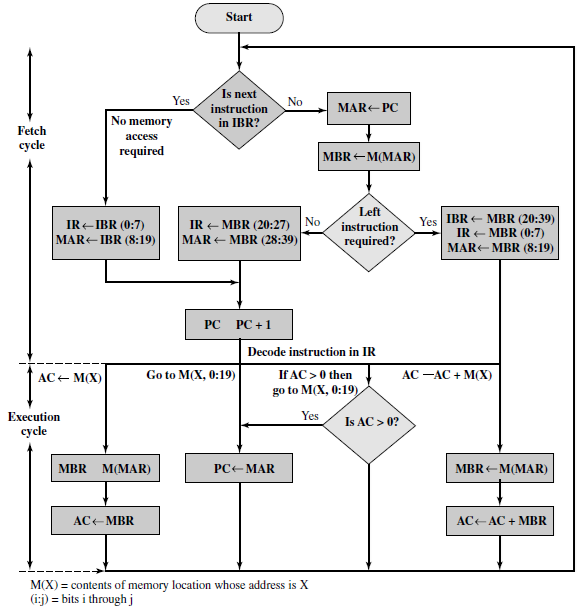 Start
Is next
instruction
in IBR?
Yes
No
No memory
access
required
MAR ← PC
MBR ← M(MAR)
Fetch
cycle
Left
instruction
required?
No
Yes
IR ← IBR (0:7)
MAR ← IBR (8:19)
IR ← MBR (20:27)
MAR ← MBR (28:39)
IBR ← MBR (20:39)
IR ← MBR (0:7)
MAR ← MBR (8:19)
PC PC + 1
Decode instruction in IR
AC ← M(X)
Go to M(X, 0:19)
If AC > 0 then
go to M(X, 0:19)
AC — AC + M(X)
Execution
cycle
Yes
Is AC > 0?
MBR M(MAR)
PC ← MAR
MBR ← M(MAR)
AC ← MBR
AC ← AC + MBR
M(X) = contents of memory location whose address is X
(i:j) = bits i through j